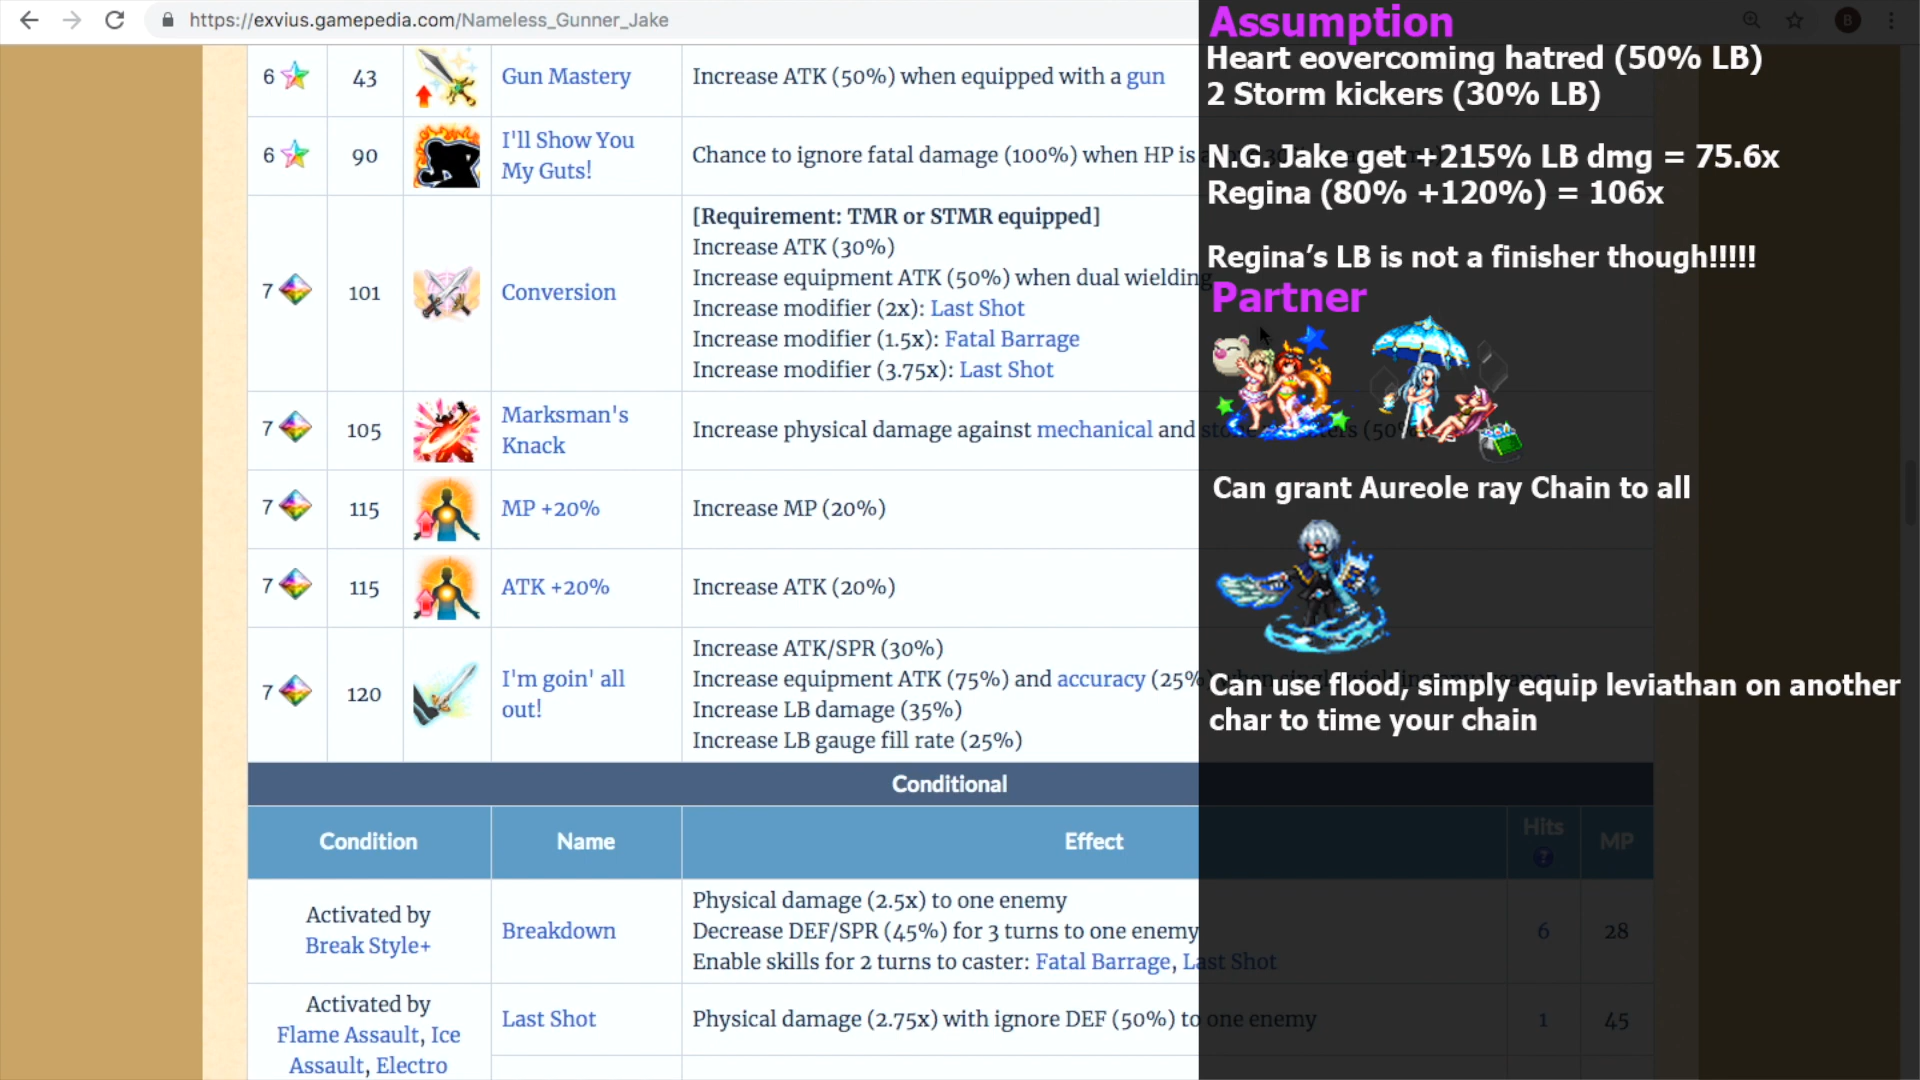 https://exvius.gamepedia.com/Nameless_Gunner_Jake
B
6 43 Gun Mastery Increase ATK (50%) when equipped with a gun
6 90 I'll Show You My Guts! Chance to ignore fatal damage (100%) when HP is
7 101 Conversion
[Requirement: TMR or STMR equipped]
Increase ATK (30%)
Increase equipment ATK (50%) when dual wielding
Increase modifier (2x): Last Shot
Increase modifier (1.5x): Fatal Barrage
Increase modifier (3.75x): Last Shot
7 105 Marksman's Knack Increase physical damage against mechanical and
7 115 MP +20% Increase MP (20%)
7 115 ATK +20% Increase ATK (20%)
7 120 I'm goin' all out!
Increase ATK/SPR (30%)
Increase equipment ATK (75%) and accuracy (25%)
Increase LB damage (35%)
Increase LB gauge fill rate (25%)
Conditional
Condition Name Effect Hits MP
?
Activated by
Break Style+
Breakdown
Physical damage (2.5x) to one enemy
Decrease DEF/SPR (45%) for 3 turns to one enemy
Enable skills for 2 turns to caster: Fatal Barrage, Last Shot
6 28
Activated by
Flame Assault, Ice
Assault, Electro
Last Shot Physical damage (2.75x) with ignore DEF (50%) to one enemy 1 45
Assumption
Heart eovercoming hatred (50% LB)
2 Storm kickers (30% LB)
N.G. Jake get +215% LB dmg = 75.6x
Regina (80% +120%) = 106x
Regina's LB is not a finisher though!!!!!
Partner
Can grant Aureole ray Chain to all
Can use flood, simply equip leviathan on another
char to time your chain